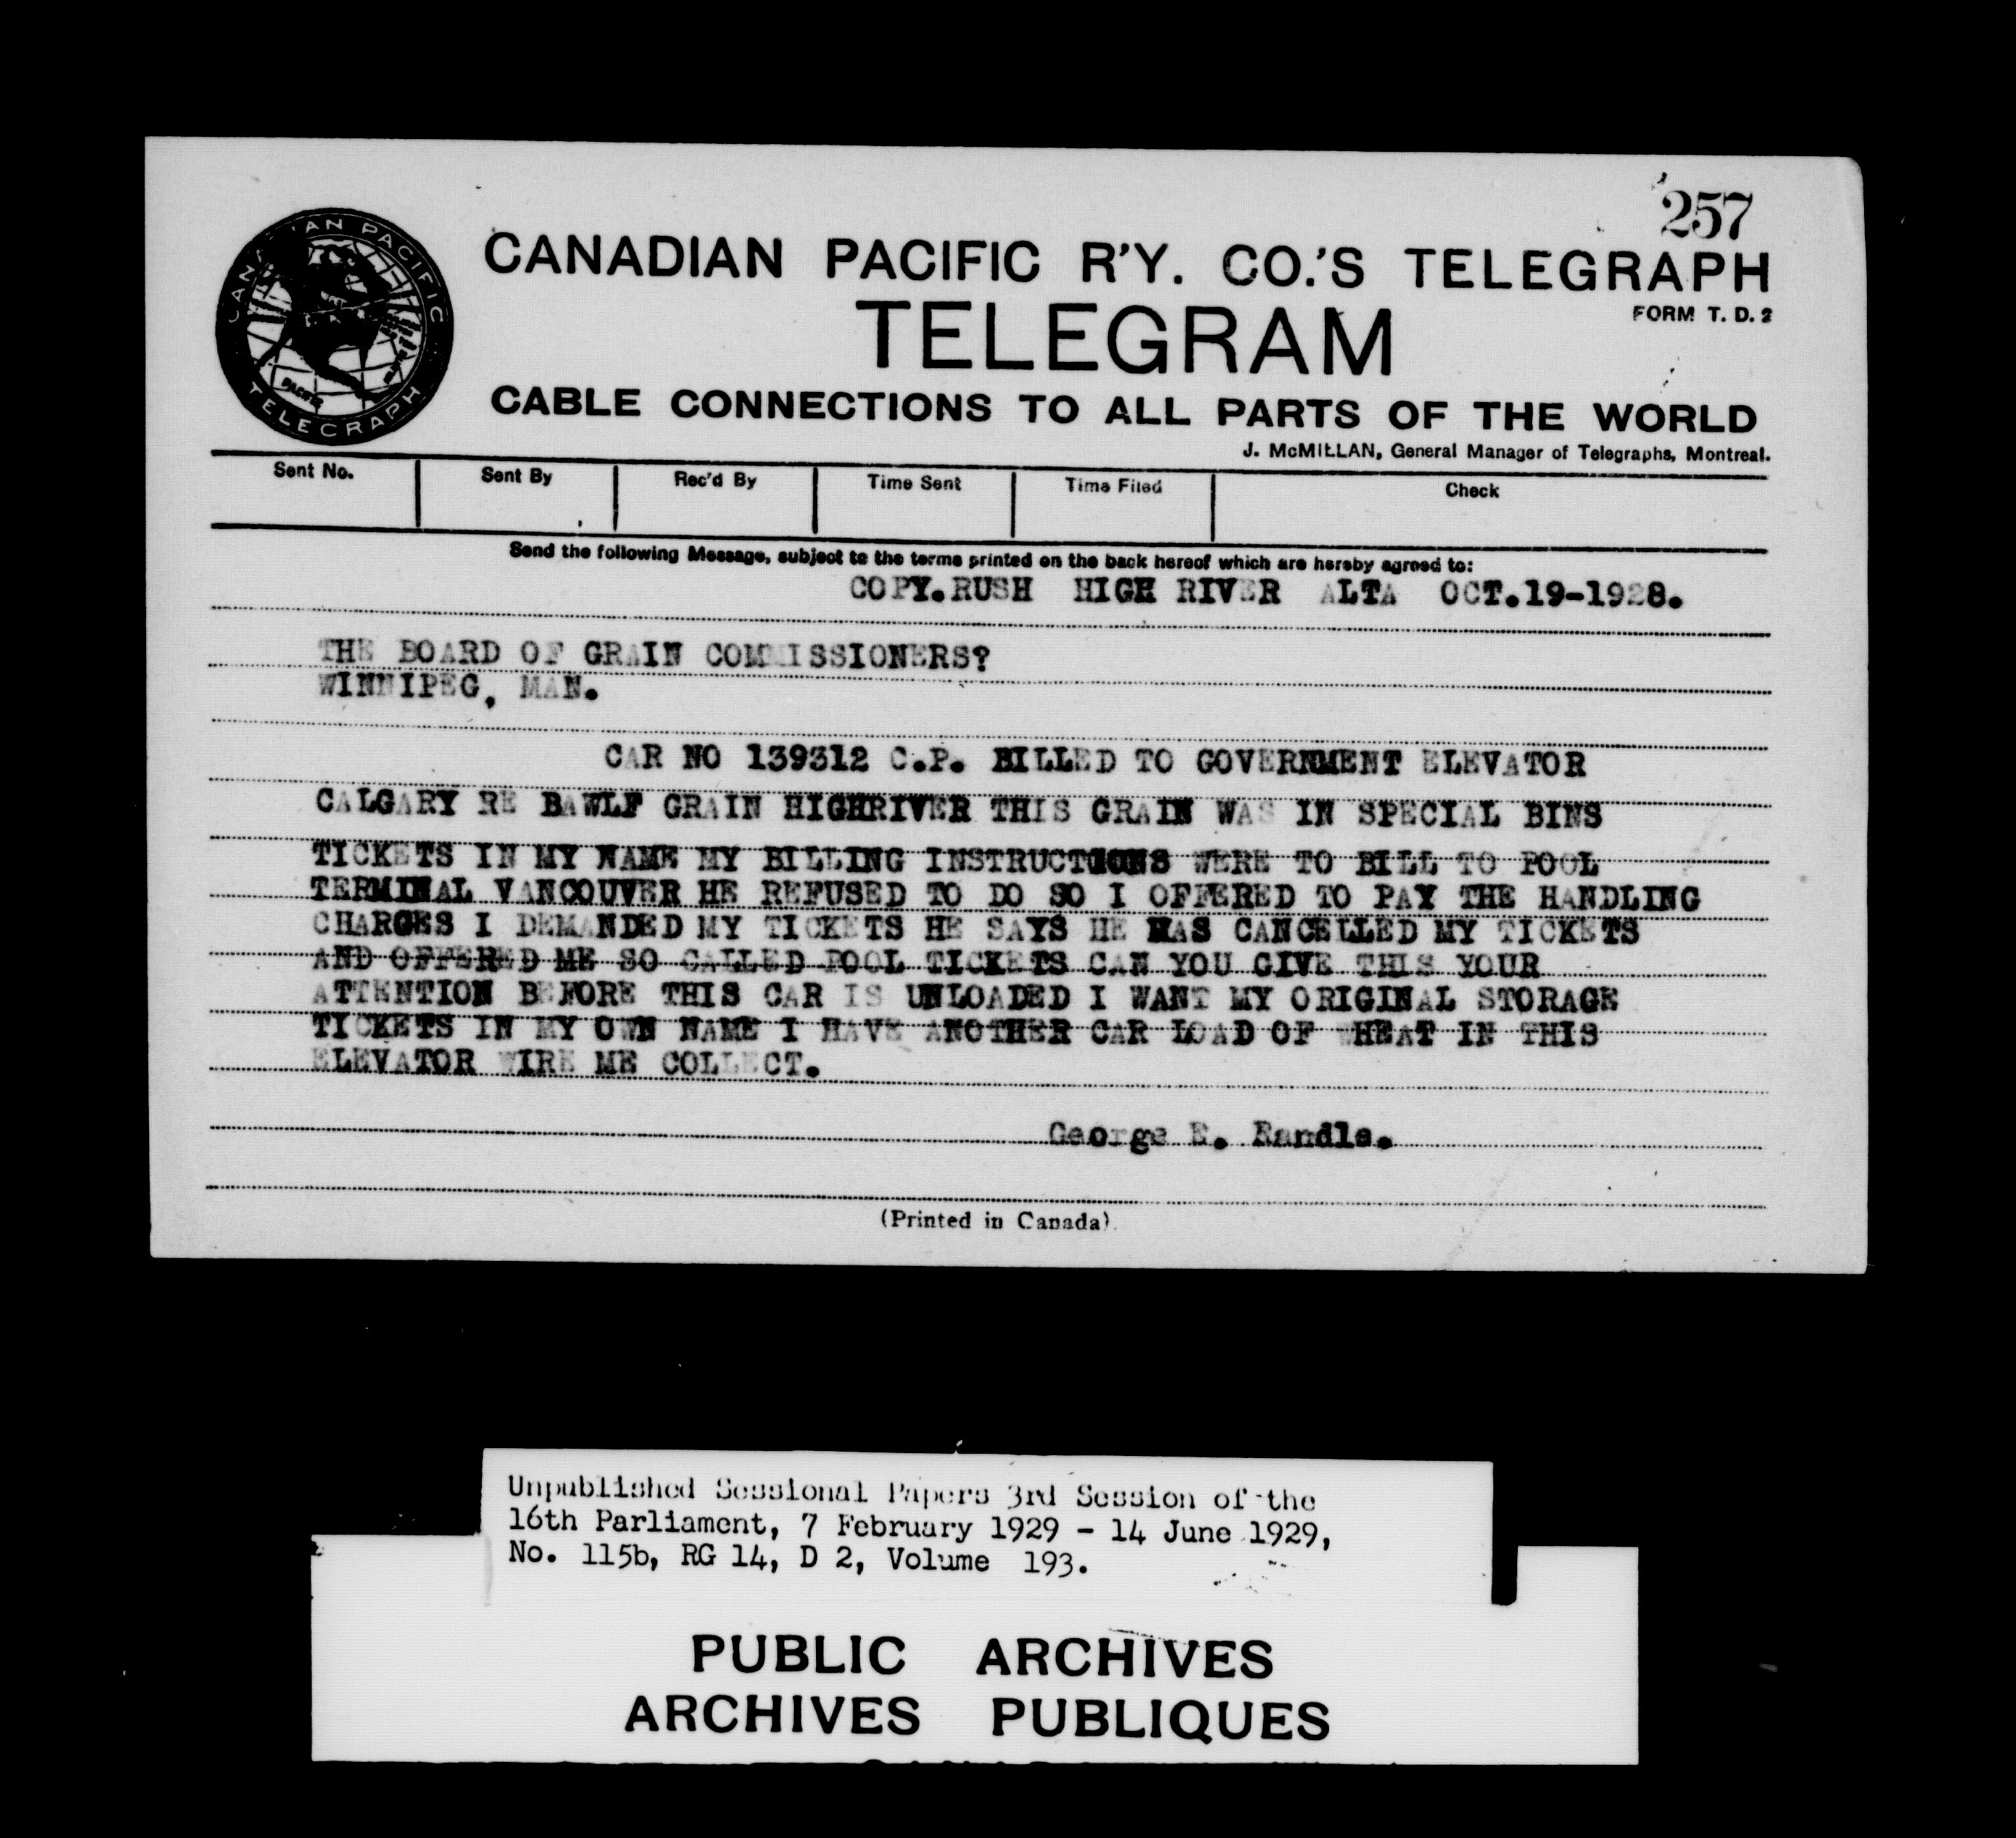 257
CANADIAN PACIFIC
TELEGRAPH
PACIFIC
CANADIAN PACIFIC R'Y. CO.'S TELEGRAPH
TELEGRAM
FORM T. D. 2
CABLE CONNECTIONS TO ALL PARTS OF THE WORLD
J. McMILLAN, General Manager of Telegraphs, Montreal.
Sent No. Sent By Rec'd By Time Sent Time Filed Check
Send the following Message, subject to the terms printed on the back hereof which are hereby agreed to:
COPY.RUSH HIGH RIVER ALTA OCT.19-1928.
THE BOARD OF GRAIN COMMISSIONERS?
WINNIPEG, MAN.
CAR NO 139312 C.P. BILLED TO GOVERNMENT ELEVATOR
CALGARY RE BAWLF GRAIN HIGHRIVER THIS GRAIN WAS IN SPECIAL BINS
TICKETS IN MY NAME MY BILLING INSTRUCTIONS WERE TO BILL TO POOL
TERMINAL VANCOUVER HE REFUSED TO DO SO I OFFERED TO PAY THE HANDLING
CHARGES I DEMANDED MY TICKETS HE SAYS HE HAS CANCELLED MY TICKETS
AND OFFERED ME SO CALLED POOL TICKETS CAN YOU GIVE THIS YOUR
ATTENTION BEFORE THIS CAR IS UNLOADED I WANT MY ORIGINAL STORAGE
TICKETS IN MY OWN NAME I HAVE ANOTHER CAR LOAD OF WHEAT IN THIS
ELEVATOR WIRE ME COLLECT.
George E. Randle.
(Printed in Canada)
Unpublished Sessional Papers 3rd Session of the
16th Parliament, 7 February 1929 - 14 June 1929,
No. 115b, RG 14, D 2, Volume 193.
PUBLIC ARCHIVES
ARCHIVES PUBLIQUES